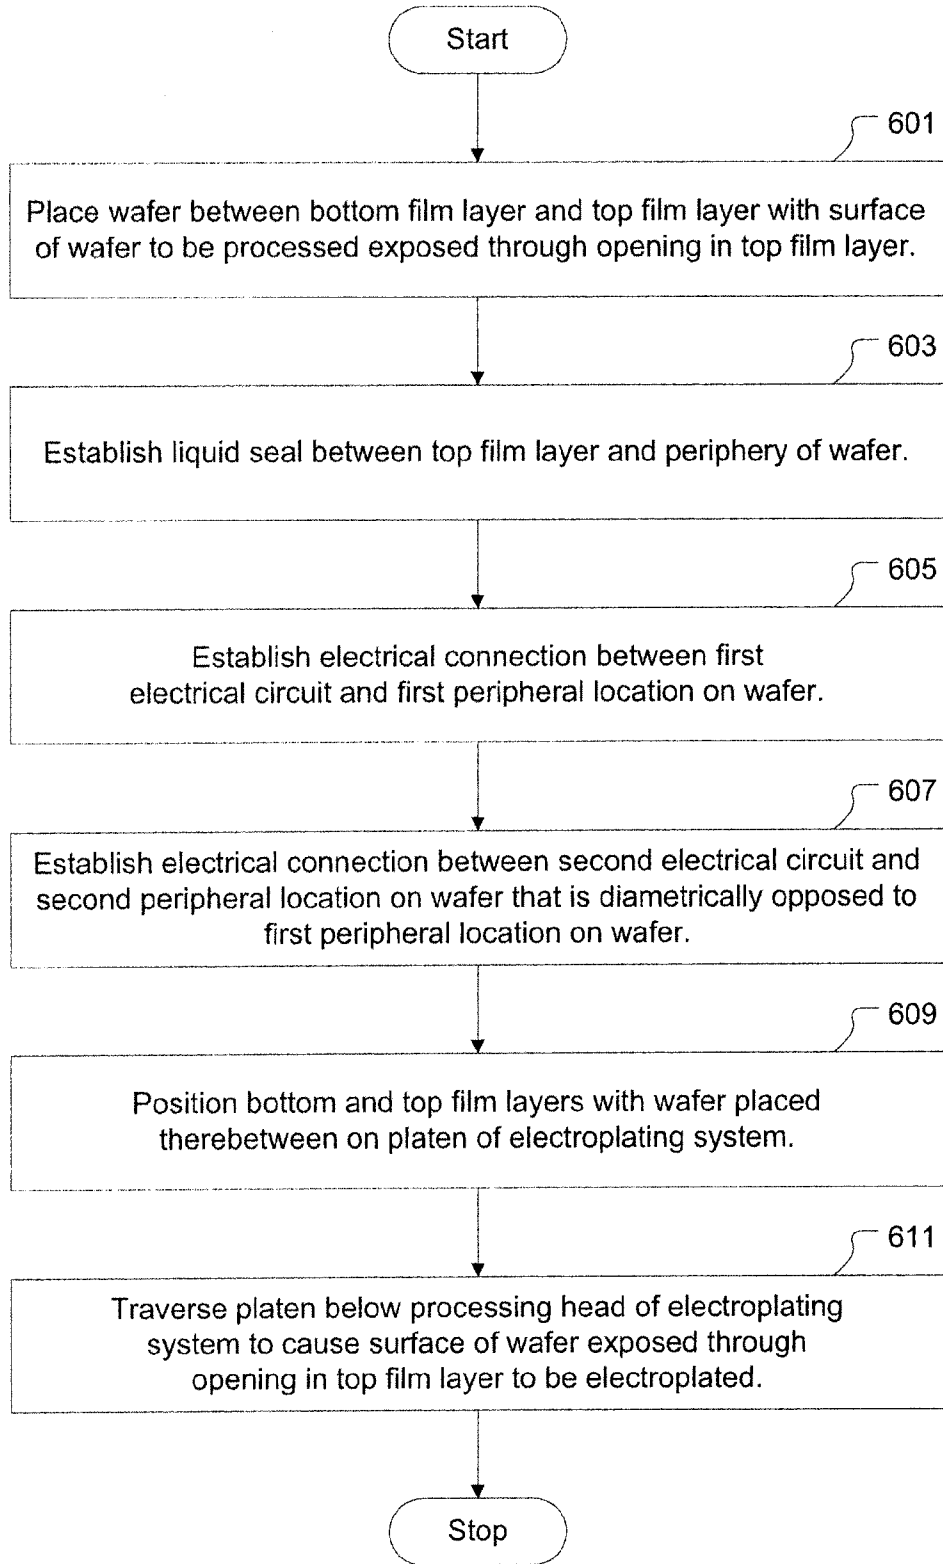 Start
601
Place wafer between bottom film layer and top film layer with surface
of wafer to be processed exposed through opening in top film layer.
603
Establish liquid seal between top film layer and periphery of wafer.
605
Establish electrical connection between first
electrical circuit and first peripheral location on wafer.
607
Establish electrical connection between second electrical circuit and
second peripheral location on wafer that is diametrically opposed to
first peripheral location on wafer.
609
Position bottom and top film layers with wafer placed
therebetween on platen of electroplating system.
611
Traverse platen below processing head of electroplating
system to cause surface of wafer exposed through
opening in top film layer to be electroplated.
Stop